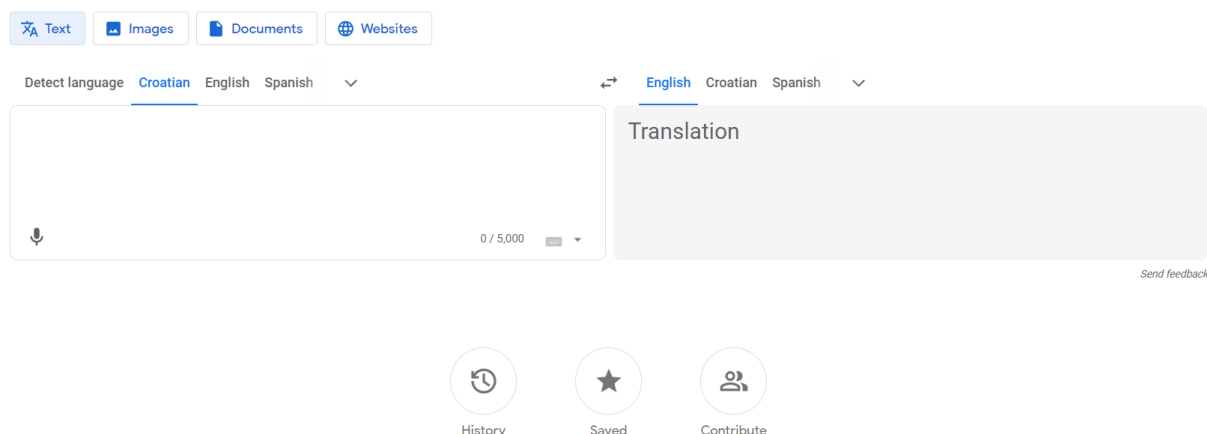 Text Images Documents Websites
Detect language Croatian English Spanish English Croatian Spanish
Translation
0 / 5,000
Send feedback
History Saved Contribute